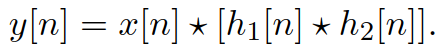 y[n] = x[n] ⋆ [h₁[n] ⋆ h₂[n]].